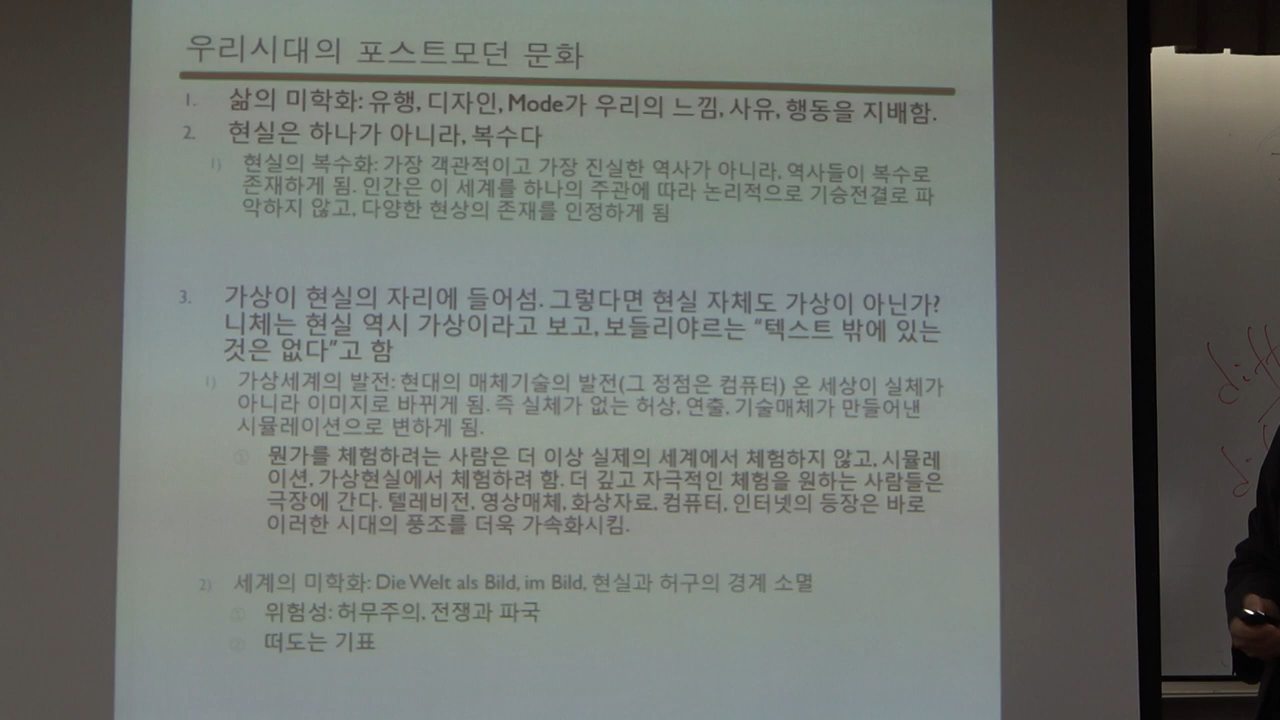 우리시대의 포스트모던 문화
1. 삶의 미학화: 유행, 디자인, Mode가 우리의 느낌, 사유, 행동을 지배함.
2. 현실은 하나가 아니라, 복수다
1) 현실의 복수화: 가장 객관적이고 가장 진실한 역사가 아니라, 역사들이 복수로
존재하게 됨. 인간은 이 세계를 하나의 주관에 따라 논리적으로 기승전결로 파
악하지 않고, 다양한 현상의 존재를 인정하게 됨
3. 가상이 현실의 자리에 들어섬. 그렇다면 현실 자체도 가상이 아닌가?
니체는 현실 역시 가상이라고 보고, 보들리야르는 “텍스트 밖에 있는
것은 없다”고 함
1) 가상세계의 발전: 현대의 매체기술의 발전(그 정점은 컴퓨터) 온 세상이 실체가
아니라 이미지로 바뀌게 됨. 즉 실체가 없는 허상, 연출, 기술매체가 만들어낸
시뮬레이션으로 변하게 됨.
① 뭔가를 체험하려는 사람은 더 이상 실제의 세계에서 체험하지 않고, 시뮬레
이션, 가상현실에서 체험하려 함. 더 깊고 자극적인 체험을 원하는 사람들은
극장에 간다. 텔레비전, 영상매체, 화상자료, 컴퓨터, 인터넷의 등장은 바로
이러한 시대의 풍조를 더욱 가속화시킴.
2) 세계의 미학화: Die Welt als Bild, im Bild, 현실과 허구의 경계 소멸
① 위험성: 허무주의, 전쟁과 파국
② 떠도는 기표